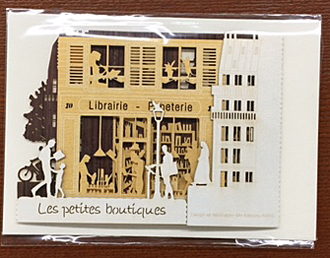 20 Librairie - Papeterie
Les petites boutiques